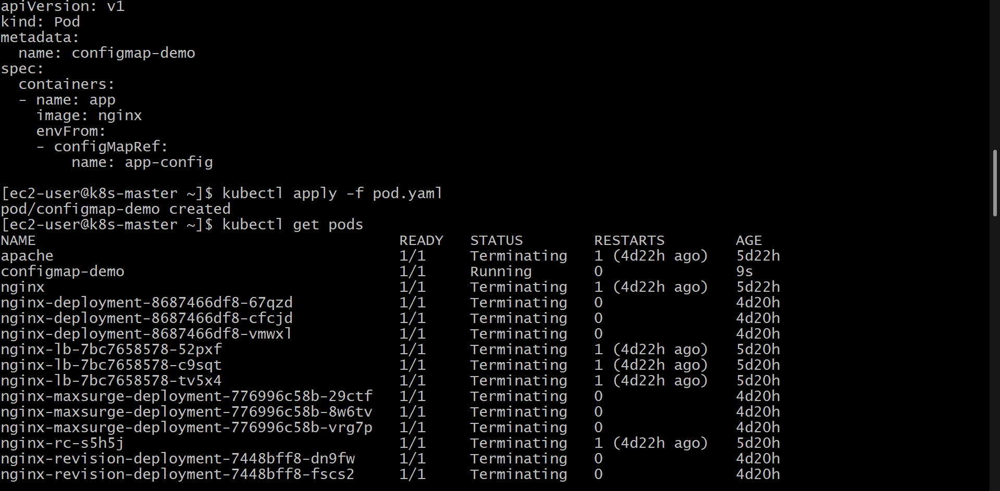 apiVersion: v1
kind: Pod
metadata:
  name: configmap-demo
spec:
  containers:
  - name: app
    image: nginx
    envFrom:
    - configMapRef:
        name: app-config

[ec2-user@k8s-master ~]$ kubectl apply -f pod.yaml
pod/configmap-demo created
[ec2-user@k8s-master ~]$ kubectl get pods
NAME                                         READY   STATUS        RESTARTS        AGE
apache                                       1/1     Terminating   1 (4d22h ago)   5d22h
configmap-demo                               1/1     Running       0               9s
nginx                                        1/1     Terminating   1 (4d22h ago)   5d22h
nginx-deployment-8687466df8-67qzd            1/1     Terminating   0               4d20h
nginx-deployment-8687466df8-cfcjd            1/1     Terminating   0               4d20h
nginx-deployment-8687466df8-vmwxl            1/1     Terminating   0               4d20h
nginx-lb-7bc7658578-52pxf                    1/1     Terminating   1 (4d22h ago)   5d20h
nginx-lb-7bc7658578-c9sqt                    1/1     Terminating   1 (4d22h ago)   5d20h
nginx-lb-7bc7658578-tv5x4                    1/1     Terminating   1 (4d22h ago)   5d20h
nginx-maxsurge-deployment-776996c58b-29ctf   1/1     Terminating   0               4d20h
nginx-maxsurge-deployment-776996c58b-8w6tv   1/1     Terminating   0               4d20h
nginx-maxsurge-deployment-776996c58b-vrg7p   1/1     Terminating   0               4d20h
nginx-rc-s5h5j                               1/1     Terminating   1 (4d22h ago)   5d20h
nginx-revision-deployment-7448bff8-dn9fw     1/1     Terminating   0               4d20h
nginx-revision-deployment-7448bff8-fscs2     1/1     Terminating   0               4d20h